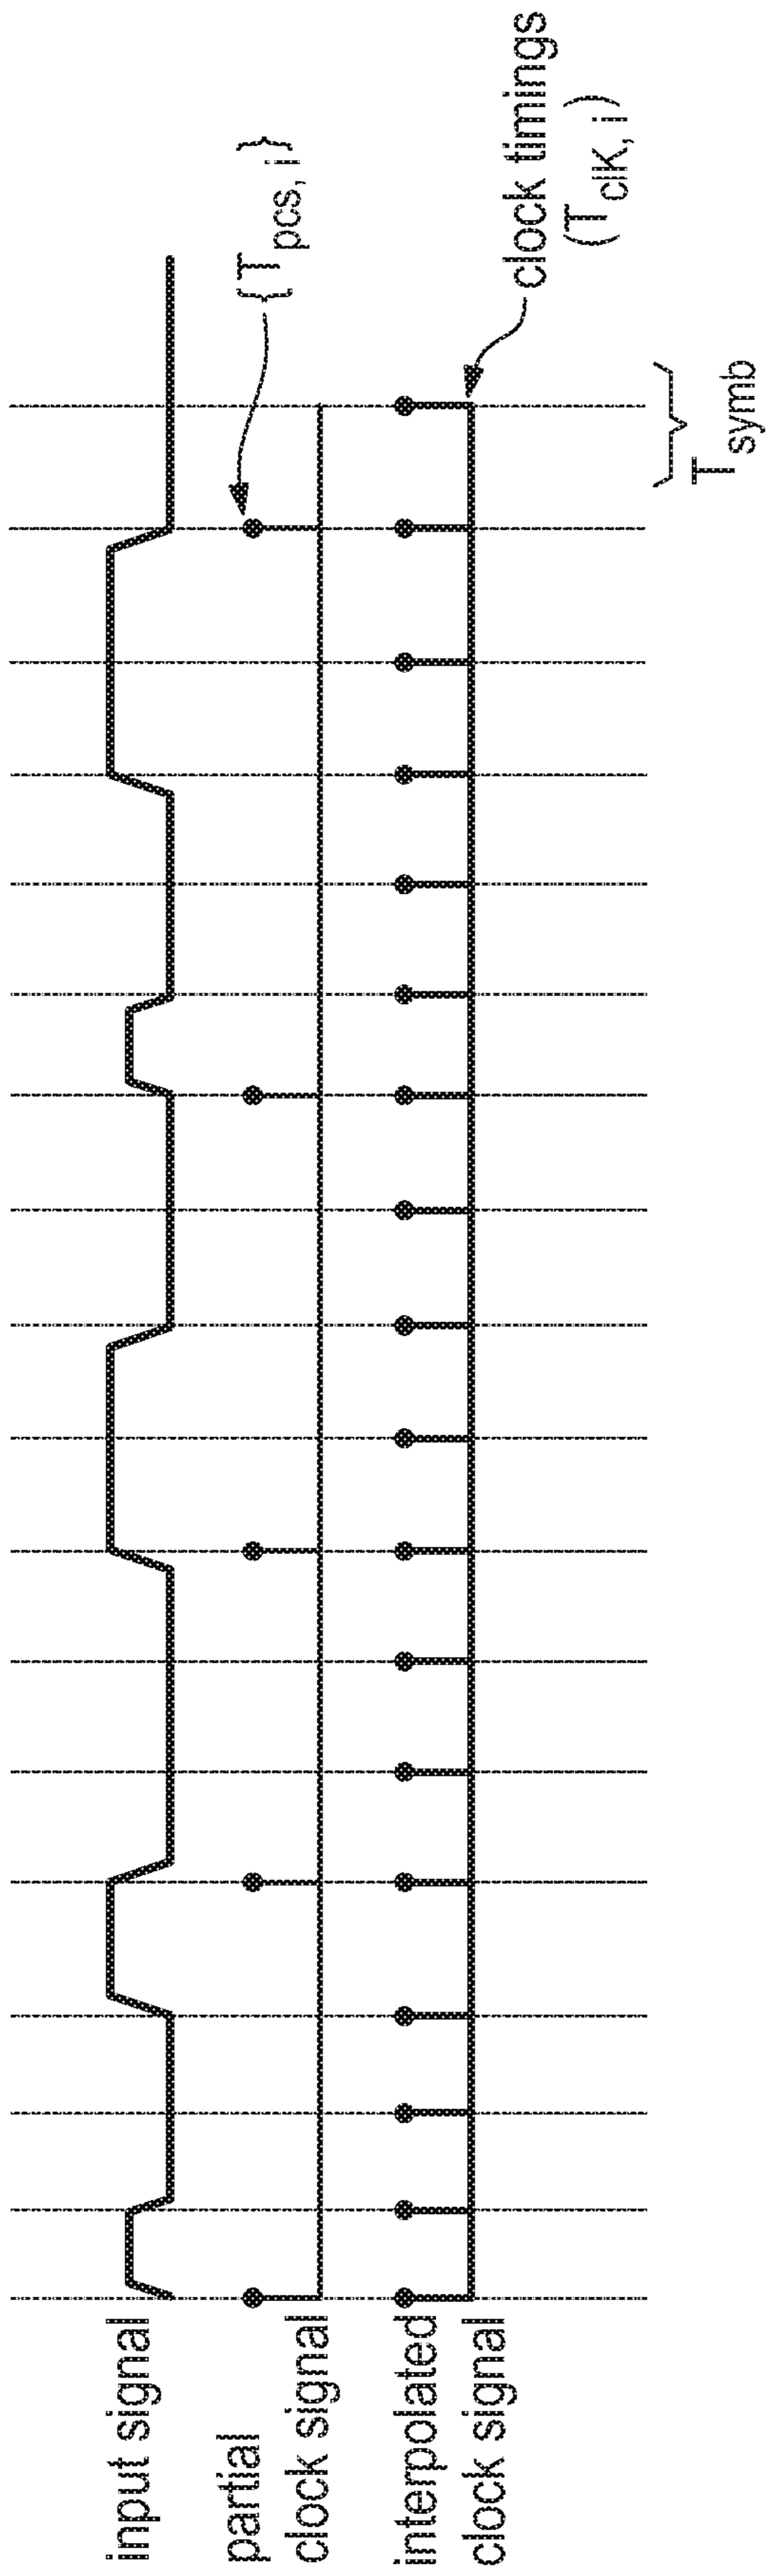 input signal
partial
clock signal
interpolated
clock signal
{Tpcs, i}
clock timings
(TclK, i)
Tsymb